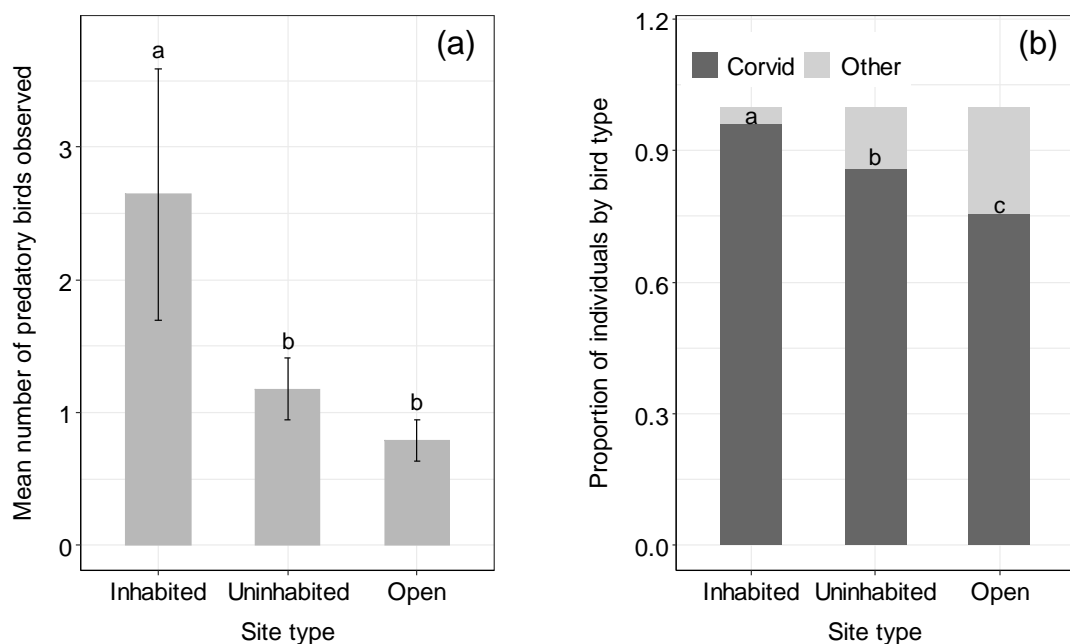 (a)
Mean number of predatory birds observed
3
2
1
0
a
b
b
Inhabited Uninhabited Open
Site type
(b)
Proportion of individuals by bird type
1.2
0.9
0.6
0.3
0.0
Corvid Other
a
b
c
Inhabited Uninhabited Open
Site type